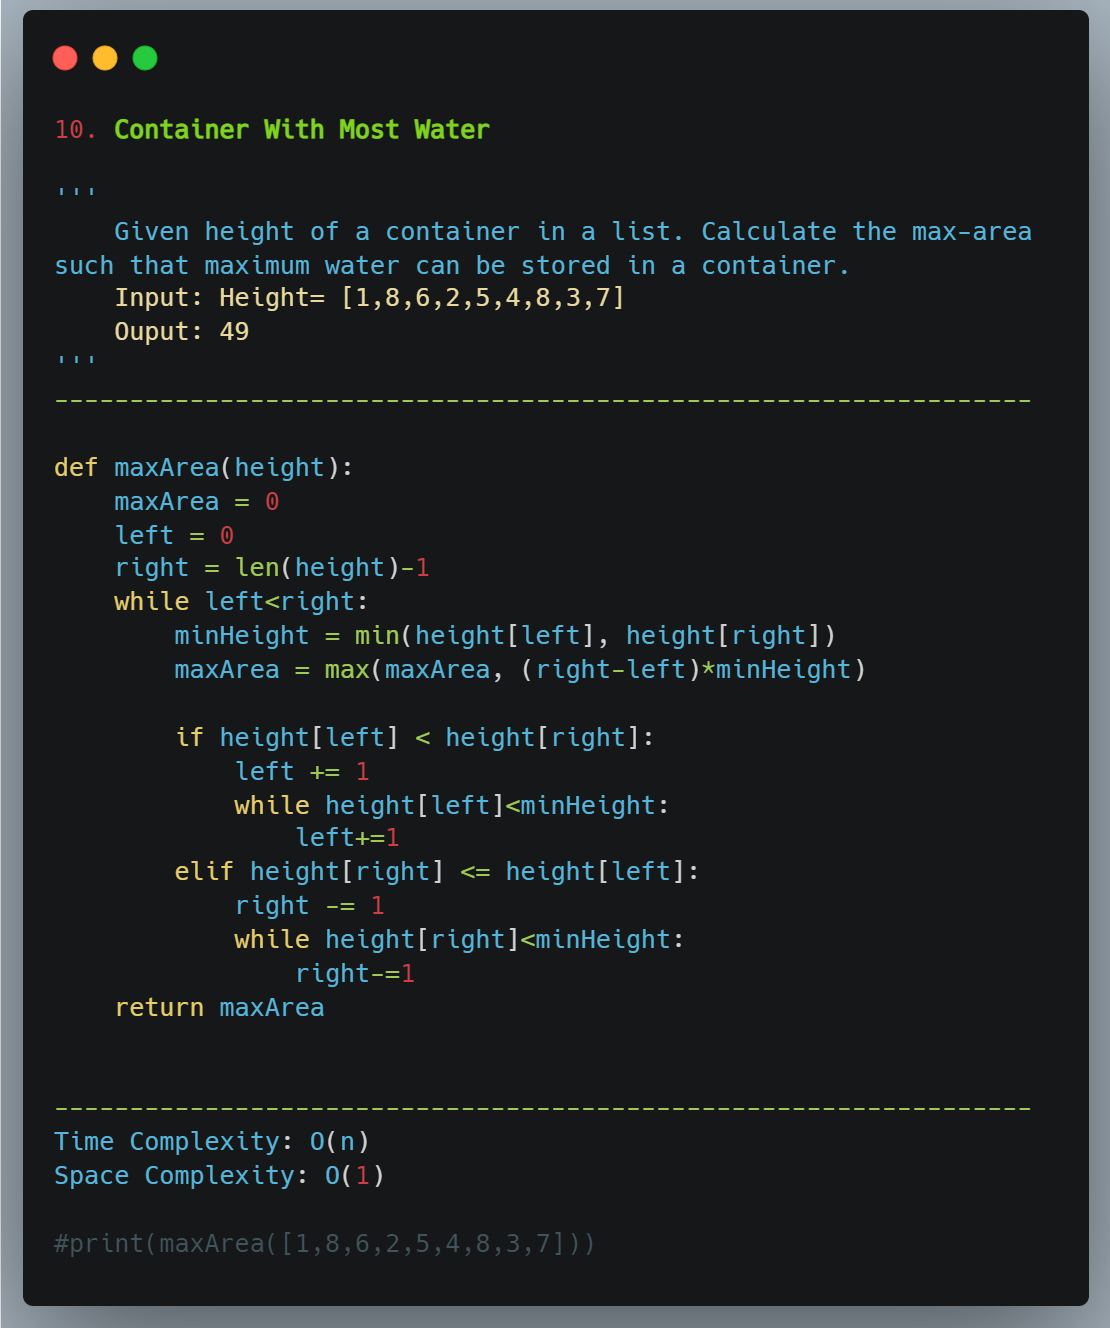 10. Container With Most Water
'''
    Given height of a container in a list. Calculate the max-area
such that maximum water can be stored in a container.
    Input: Height= [1,8,6,2,5,4,8,3,7]
    Ouput: 49
'''
-----------------------------------------------------------------
def maxArea(height):
    maxArea = 0
    left = 0
    right = len(height)-1
    while left<right:
        minHeight = min(height[left], height[right])
        maxArea = max(maxArea, (right-left)*minHeight)
        if height[left] < height[right]:
            left += 1
            while height[left]<minHeight:
                left+=1
        elif height[right] <= height[left]:
            right -= 1
            while height[right]<minHeight:
                right-=1
    return maxArea
-----------------------------------------------------------------
Time Complexity: O(n)
Space Complexity: O(1)
#print(maxArea([1,8,6,2,5,4,8,3,7]))